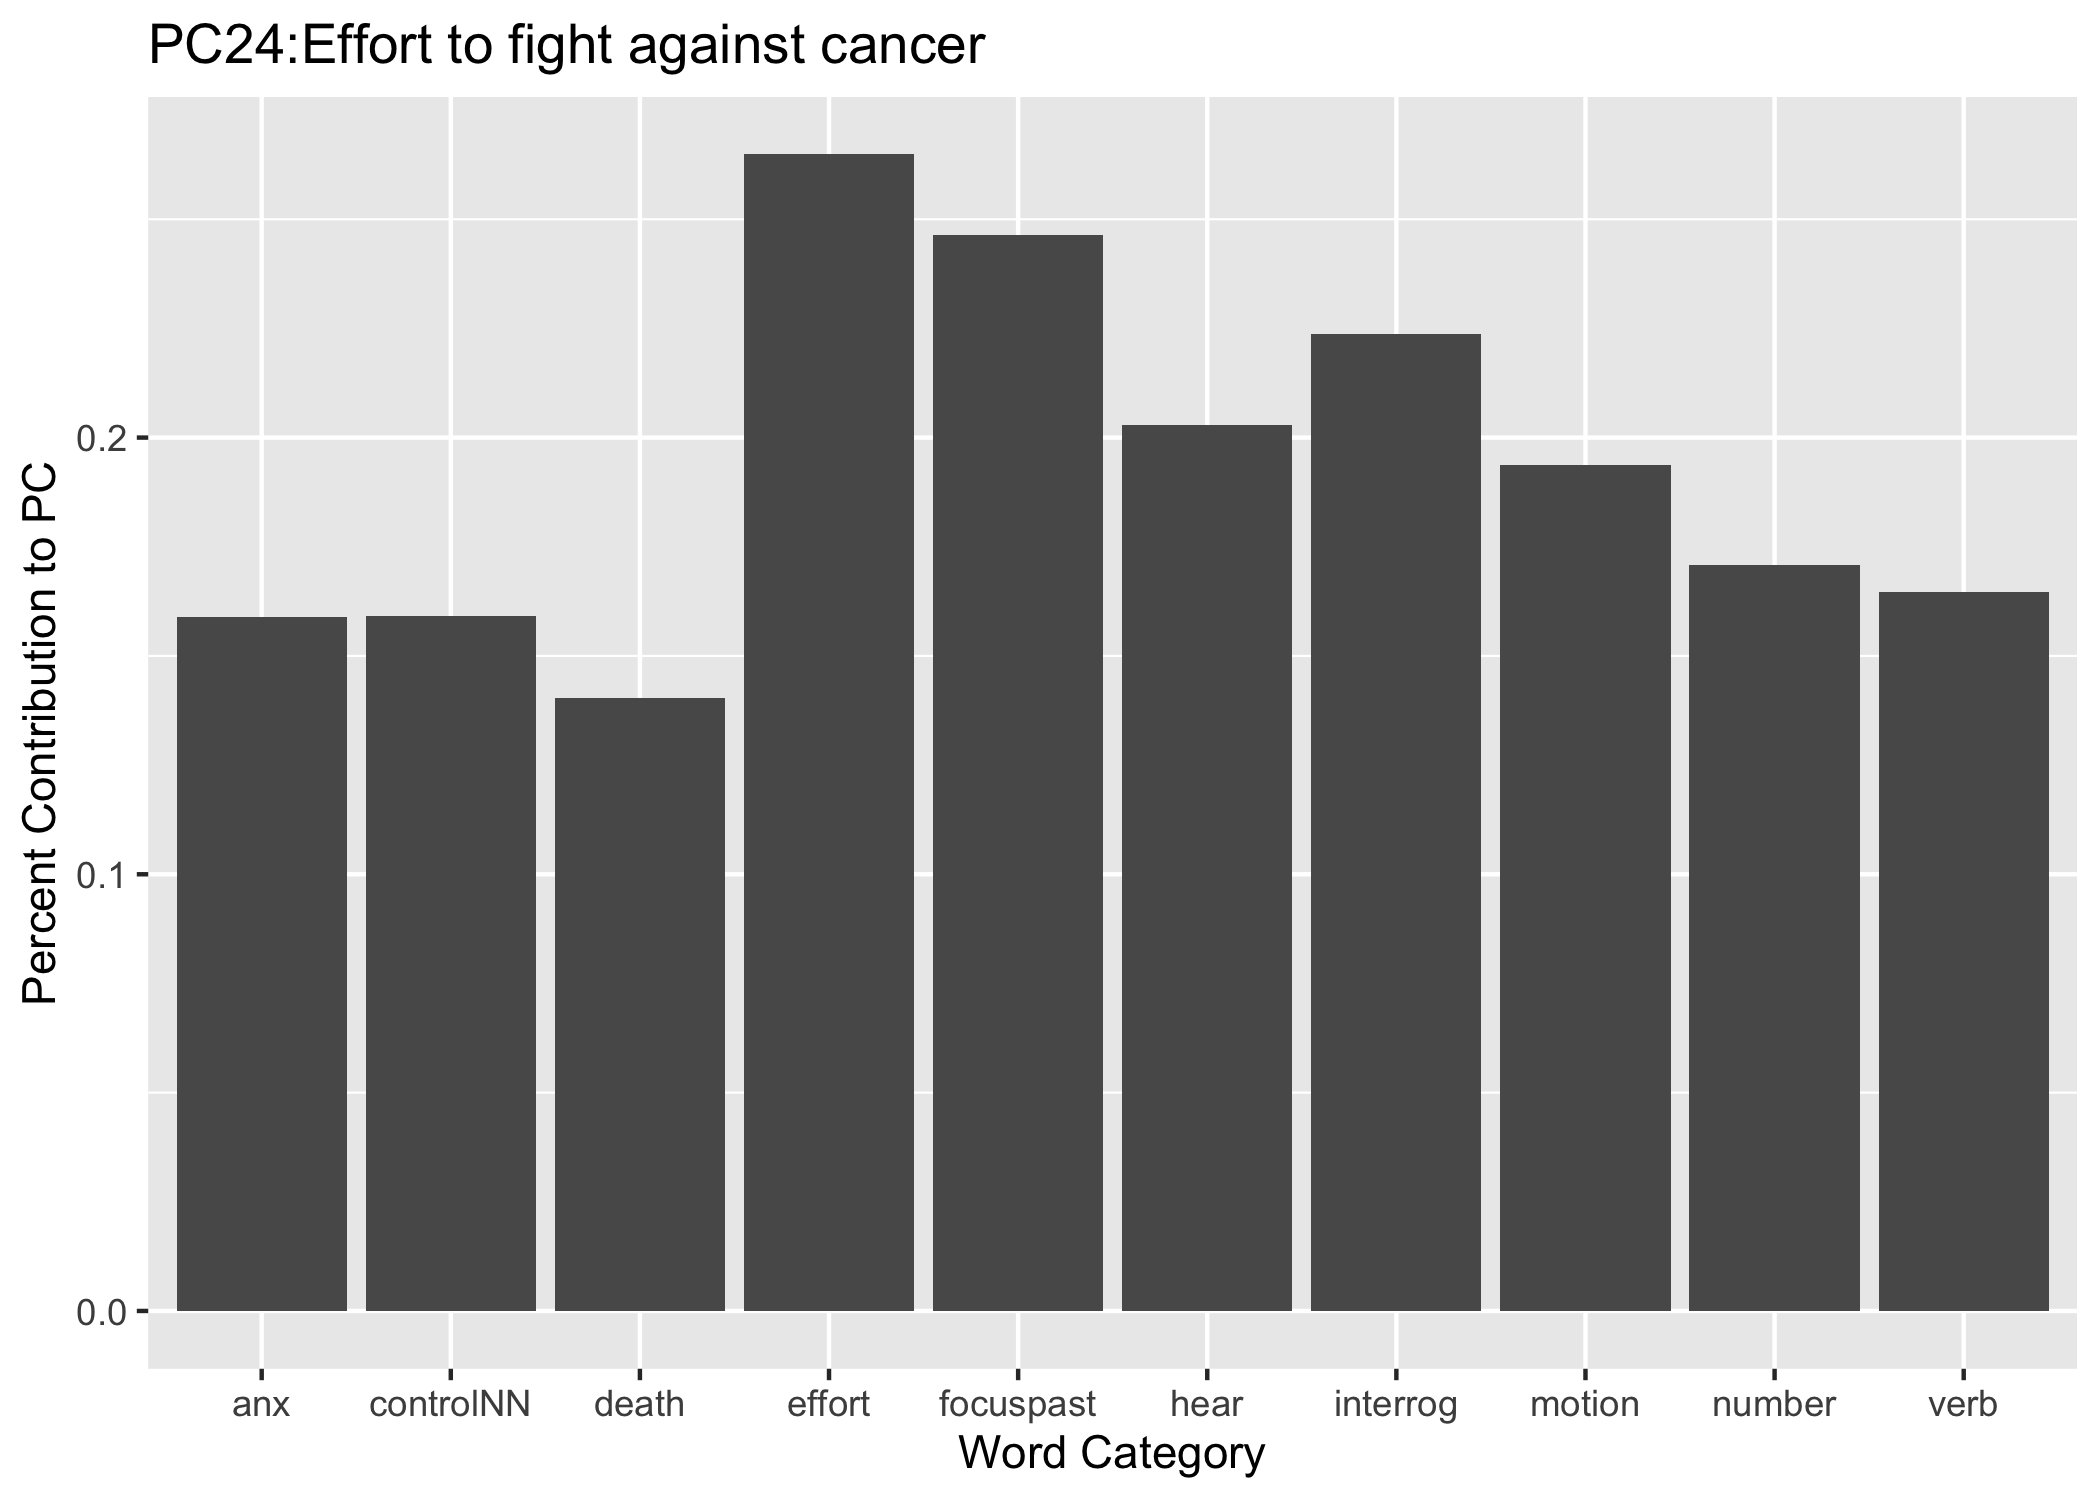 PC24:Effort to fight against cancer
Percent Contribution to PC
0.2
0.1
0.0
anx controlNN death effort focuspast hear interrog motion number verb
Word Category